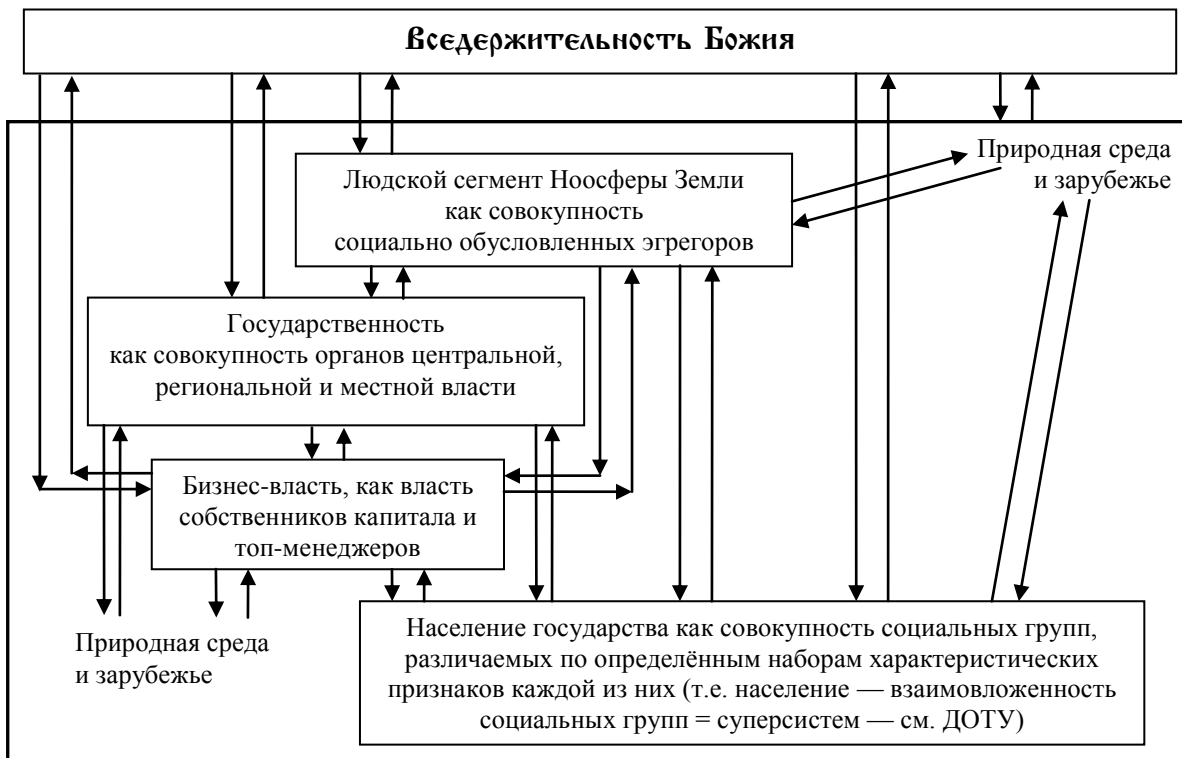 Вседержительность Божия
Природная среда
и зарубежье
Людской сегмент Ноосферы Земли
как совокупность
социально обусловленных эгрегоров
Государственность
как совокупность органов центральной,
региональной и местной власти
Бизнес-власть, как власть
собственников капитала и
топ-менеджеров
Природная среда
и зарубежье
Население государства как совокупность социальных групп,
различаемых по определённым наборам характеристических
признаков каждой из них (т.е. население — взаимовложенность
социальных групп = суперсистем — см. ДОТУ)